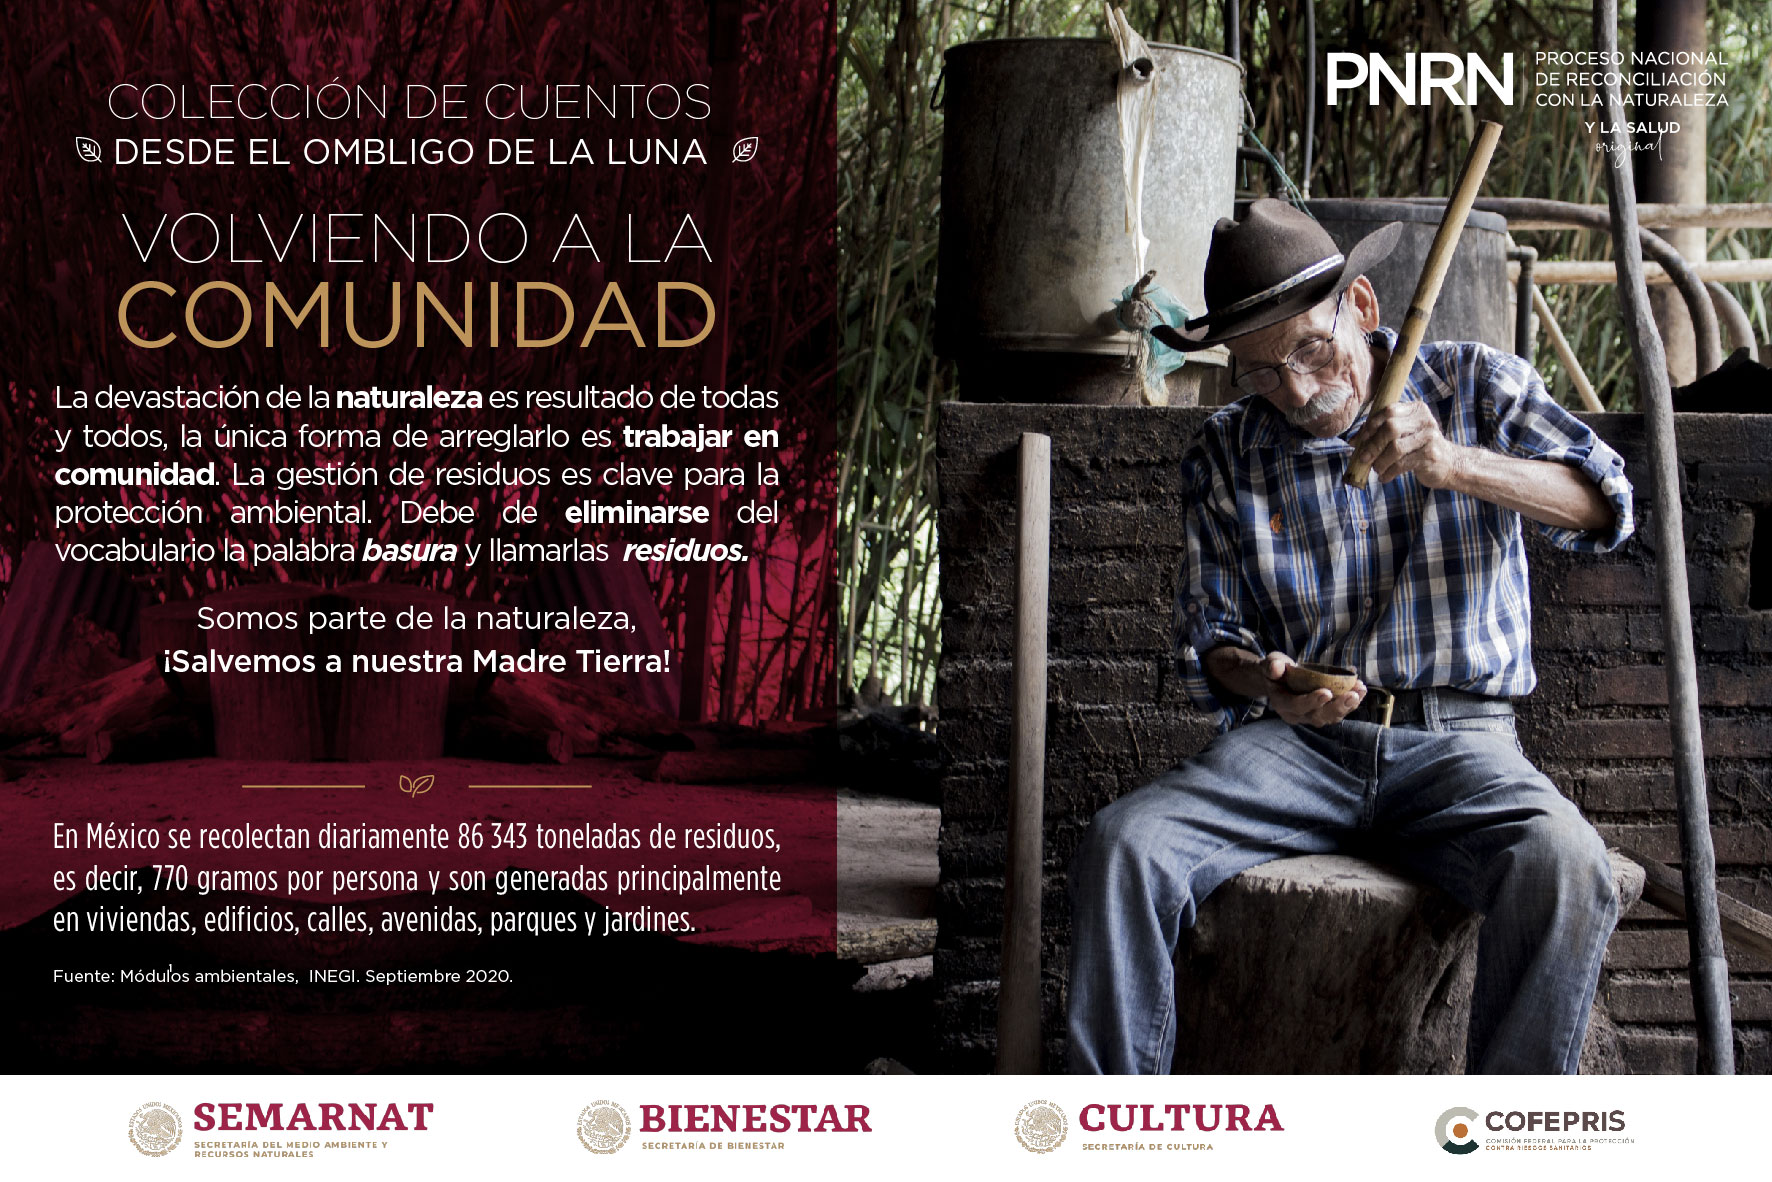 COLECCIÓN DE CUENTOS
DESDE EL OMBLIGO DE LA LUNA
VOLVIENDO A LA
COMUNIDAD
La devastación de la naturaleza es resultado de todas
y todos, la única forma de arreglarlo es trabajar en
comunidad. La gestión de residuos es clave para la
protección ambiental. Debe de eliminarse del
vocabulario la palabra basura y llamarlas residuos.
Somos parte de la naturaleza,
¡Salvemos a nuestra Madre Tierra!
En México se recolectan diariamente 86 343 toneladas de residuos,
es decir, 770 gramos por persona y son generadas principalmente
en viviendas, edificios, calles, avenidas, parques y jardines.
Fuente: Módulos ambientales, INEGI. Septiembre 2020.
PNRN
PROCESO NACIONAL
DE RECONCILIACIÓN
CON LA NATURALEZA
Y LA SALUD
original
SEMARNAT
SECRETARÍA DEL MEDIO AMBIENTE Y
RECURSOS NATURALES
BIENESTAR
SECRETARÍA DE BIENESTAR
CULTURA
SECRETARÍA DE CULTURA
COFEPRIS
COMISIÓN FEDERAL PARA LA PROTECCIÓN
CONTRA RIESGOS SANITARIOS